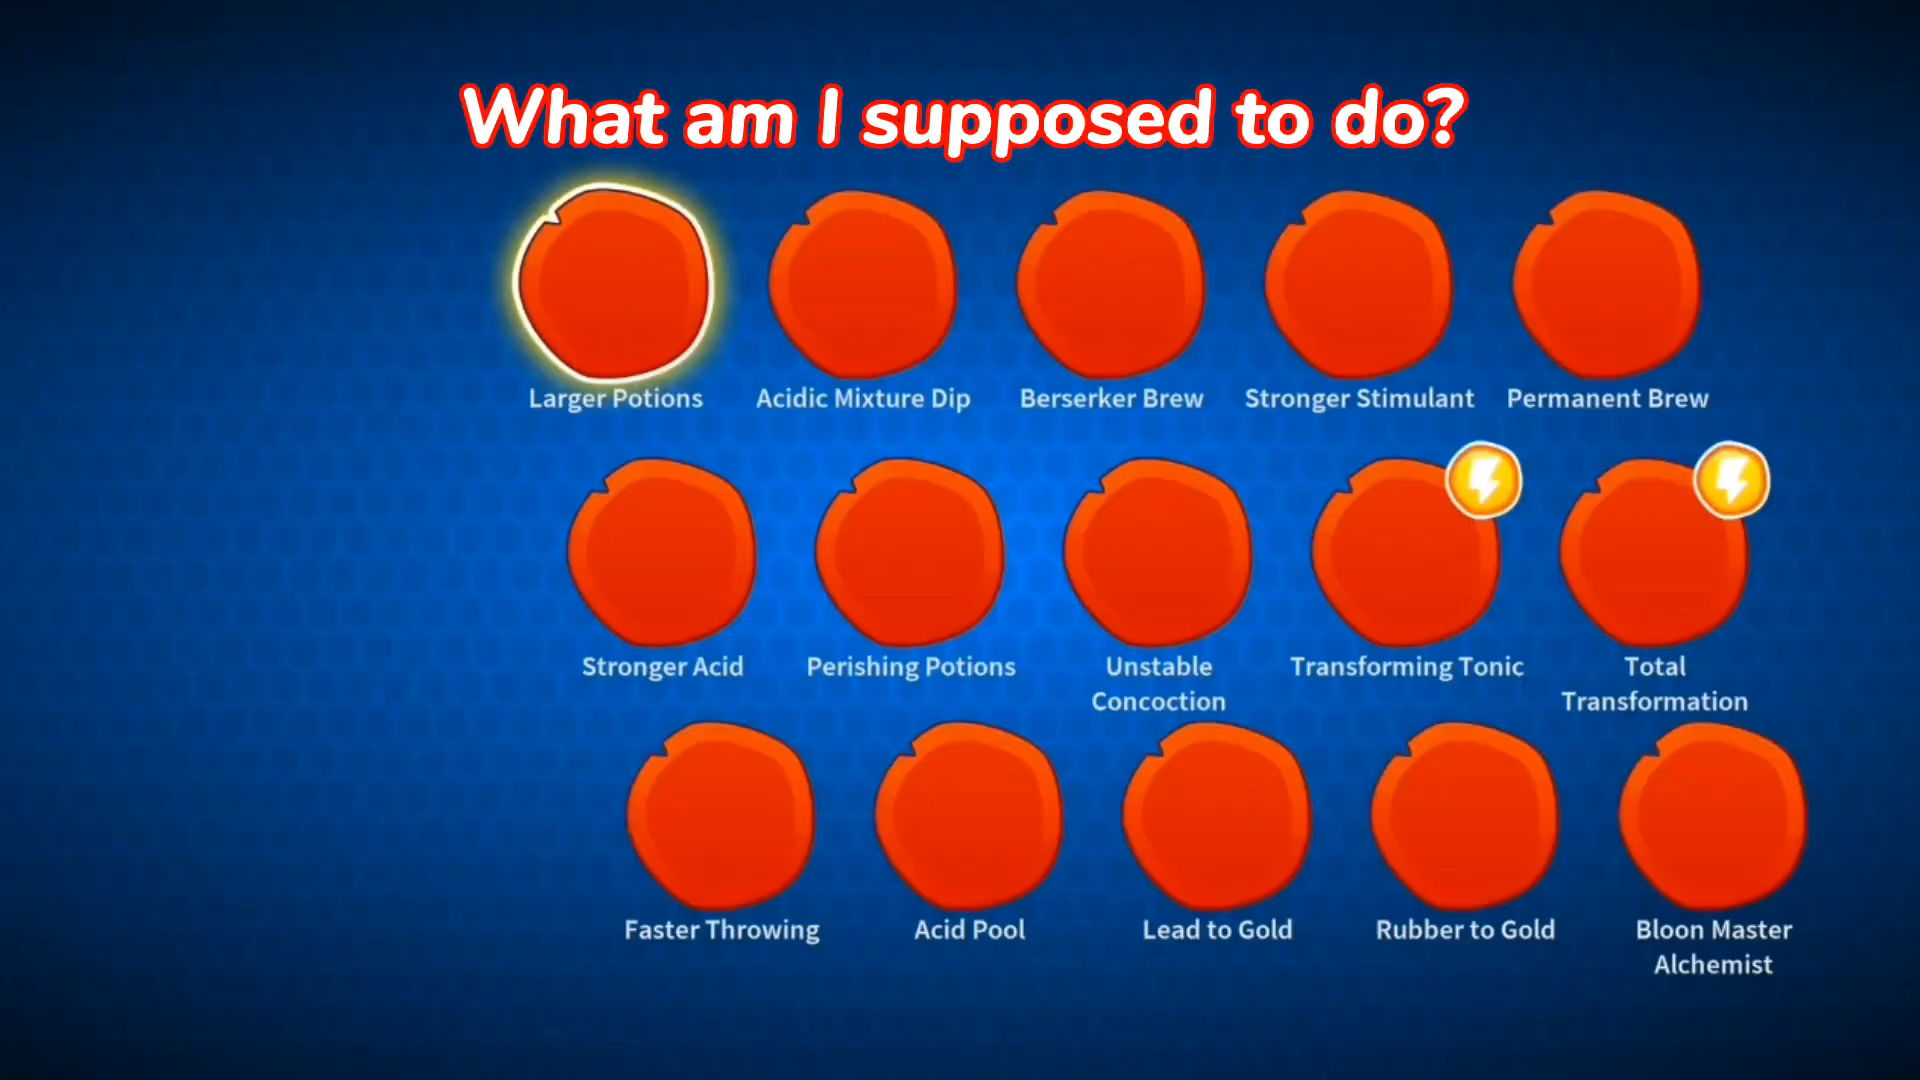 What am I supposed to do?
Larger Potions
Acidic Mixture Dip
Berserker Brew
Stronger Stimulant
Permanent Brew
Stronger Acid
Perishing Potions
Unstable
Concoction
Transforming Tonic
Total
Transformation
Faster Throwing
Acid Pool
Lead to Gold
Rubber to Gold
Bloon Master
Alchemist